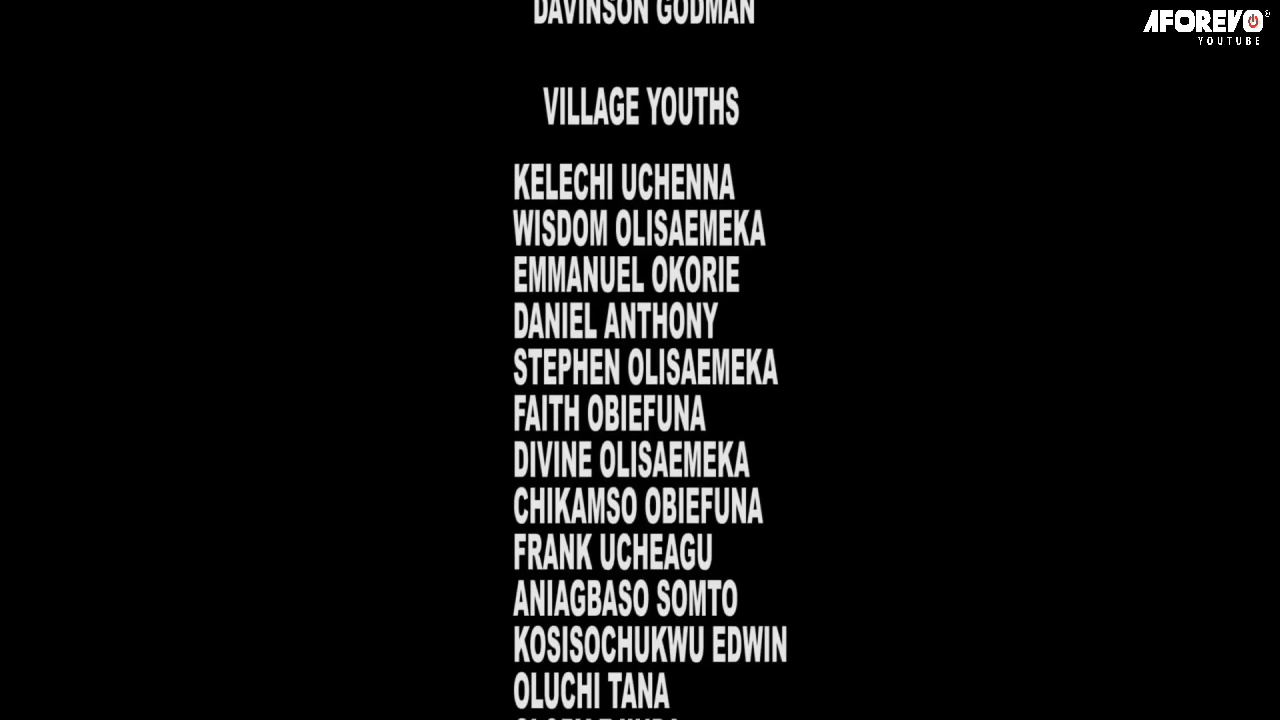 DAVINSON GODMAN
AFOREVO
YOUTUBE
VILLAGE YOUTHS
KELECHI UCHENNA
WISDOM OLISAEMEKA
EMMANUEL OKORIE
DANIEL ANTHONY
STEPHEN OLISAEMEKA
FAITH OBIEFUNA
DIVINE OLISAEMEKA
CHIKAMSO OBIEFUNA
FRANK UCHEAGU
ANIAGBASO SOMTO
KOSISOCHUKWU EDWIN
OLUCHI TANA